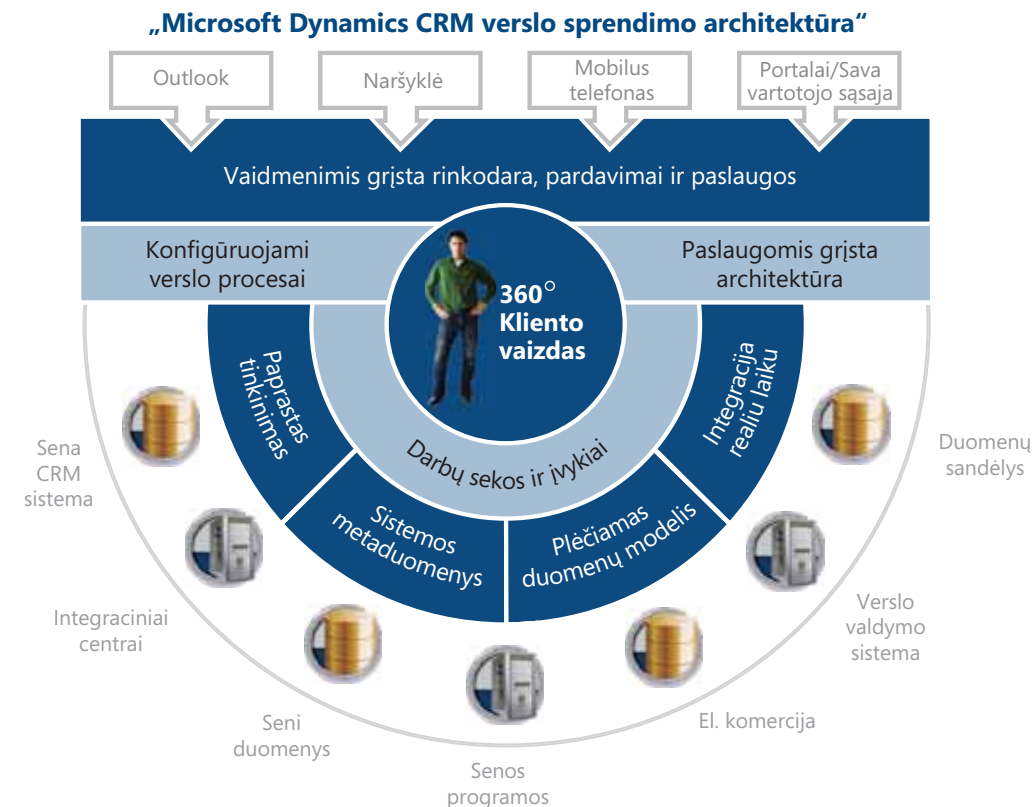 „Microsoft Dynamics CRM verslo sprendimo architektūra“
Outlook
Naršyklė
Mobilus
telefonas
Portalai/Sava
vartotojo sąsaja
Vaidmenimis grįsta rinkodara, pardavimai ir paslaugos
Konfigūruojami
verslo procesai
Paslaugomis grįsta
architektūra
360°
Kliento
vaizdas
Paprastas
tinkinimas
Integracija
realiu laiku
Darbų sekos ir įvykiai
Sistemos
metaduomenys
Plėčiamas
duomenų modelis
Sena
CRM
sistema
Duomenų
sandėlys
Integraciniai
centrai
Verslo
valdymo
sistema
Seni
duomenys
El. komercija
Senos
programos